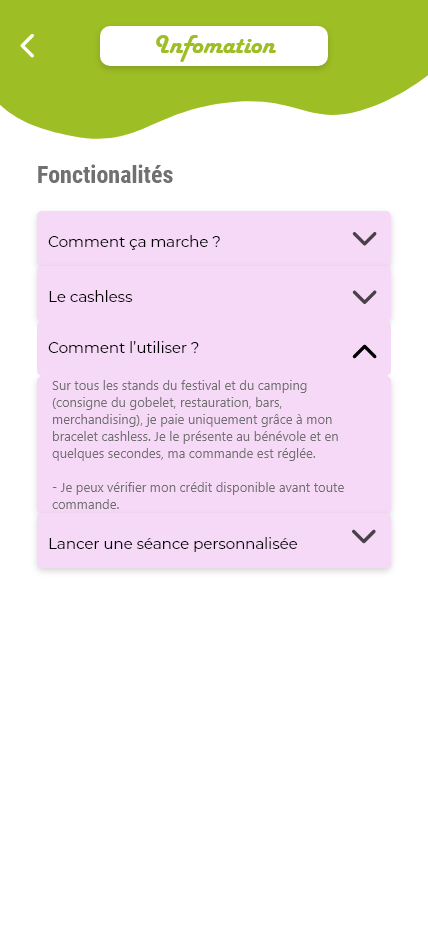 Infomation
Fonctionalités
Comment ça marche ?
Le cashless
Comment l'utiliser ?
Sur tous les stands du festival et du camping
(consigne du gobelet, restauration, bars,
merchandising), je paie uniquement grâce à mon
bracelet cashless. Je le présente au bénévole et en
quelques secondes, ma commande est réglée.
- Je peux vérifier mon crédit disponible avant toute
commande.
Lancer une séance personnalisée